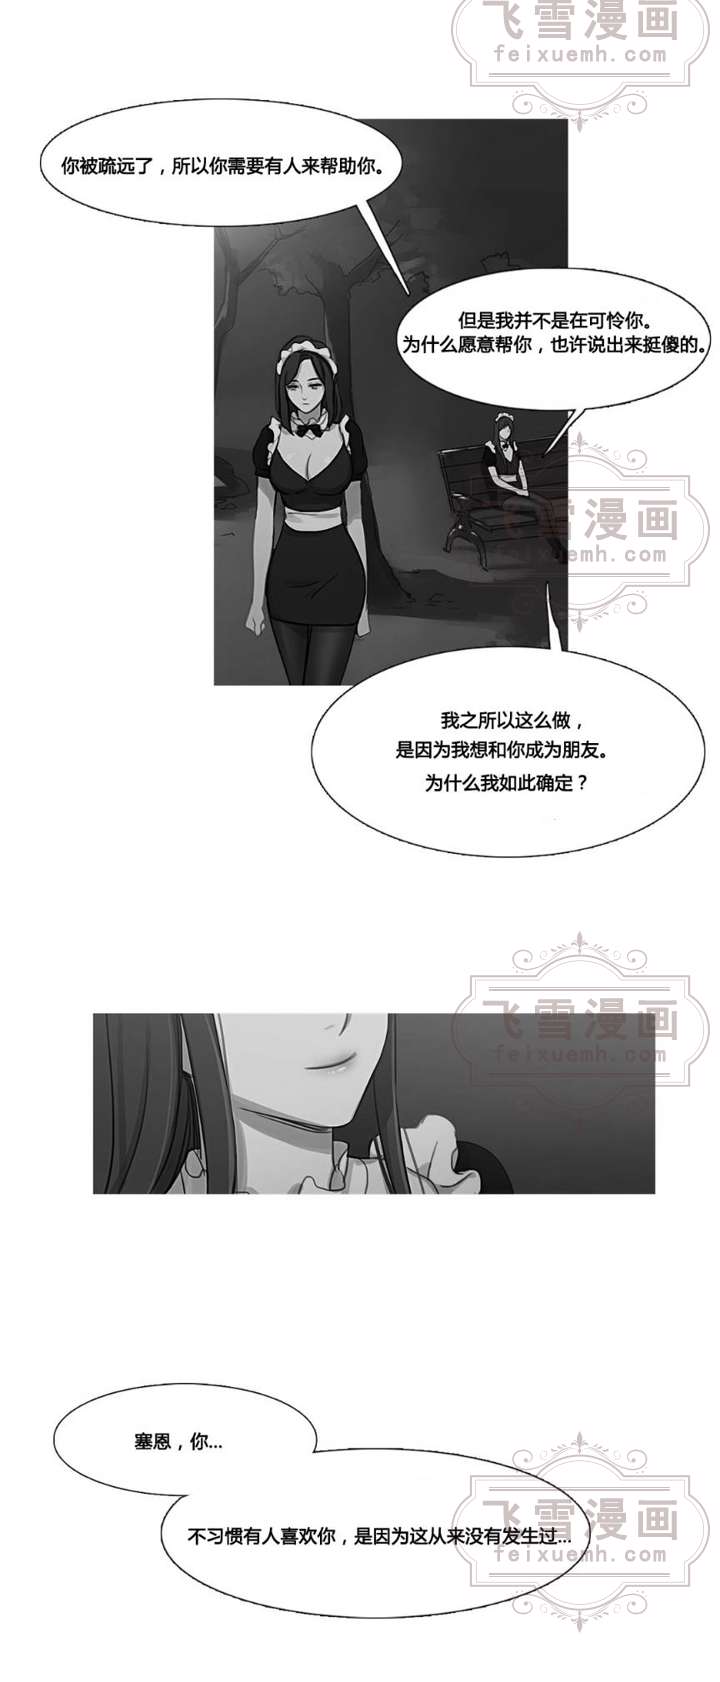 飞雪漫画
feixuemh.com
你被疏远了，所以你需要有人来帮助你。
但是我并不是在可怜你。
为什么愿意帮你，也许说出来挺傻的。
飞雪漫画
feixuemh.com
我之所以这么做，
是因为我想和你成为朋友。
为什么我如此确定？
飞雪漫画
feixuemh.com
塞恩，你...
飞雪漫画
feixuemh.com
不习惯有人喜欢你，是因为这从来没有发生过...